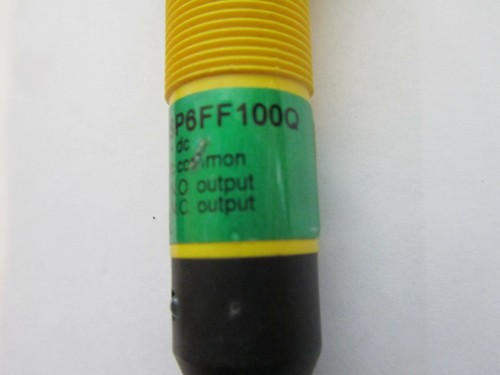 P6FF100Q
dc
common
O output
C output